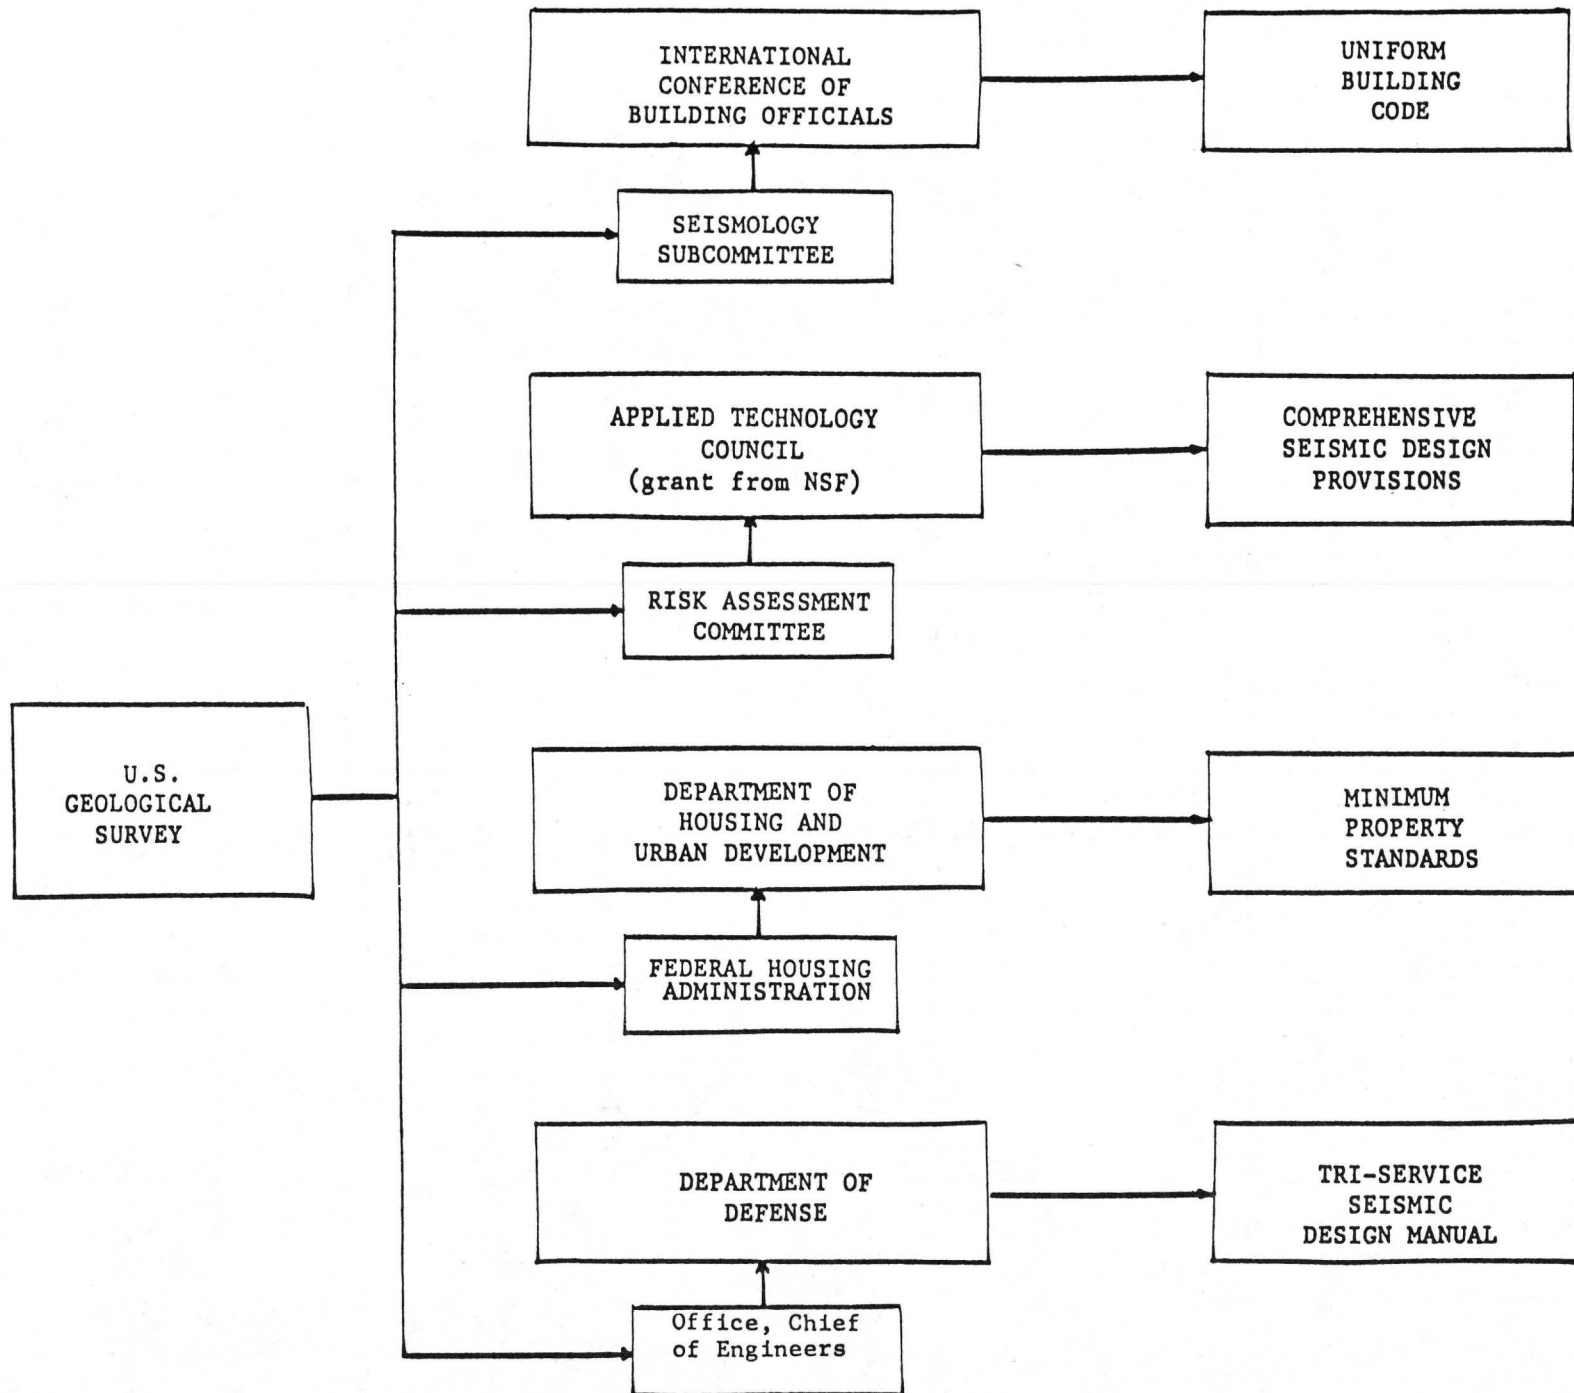 INTERNATIONAL
CONFERENCE OF
BUILDING OFFICIALS
UNIFORM
BUILDING
CODE
SEISMOLOGY
SUBCOMMITTEE
APPLIED TECHNOLOGY
COUNCIL
(grant from NSF)
COMPREHENSIVE
SEISMIC DESIGN
PROVISIONS
RISK ASSESSMENT
COMMITTEE
U.S.
GEOLOGICAL
SURVEY
DEPARTMENT OF
HOUSING AND
URBAN DEVELOPMENT
MINIMUM
PROPERTY
STANDARDS
FEDERAL HOUSING
ADMINISTRATION
DEPARTMENT OF
DEFENSE
TRI-SERVICE
SEISMIC
DESIGN MANUAL
Office, Chief
of Engineers